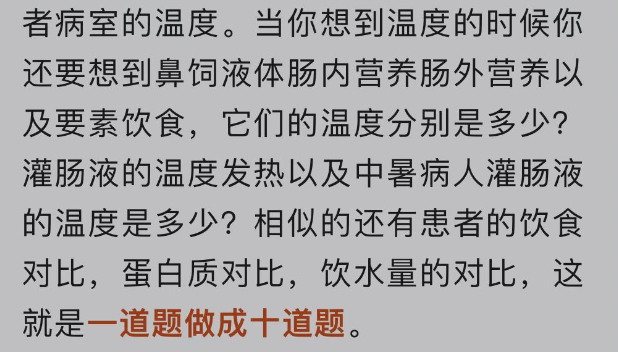 者病室的温度。当你想到温度的时候你
还要想到鼻饲液体肠内营养肠外营养以
及要素饮食，它们的温度分别是多少？
灌肠液的温度发热以及中暑病人灌肠液
的温度是多少？相似的还有患者的饮食
对比，蛋白质对比，饮水量的对比，这
就是一道题做成十道题。